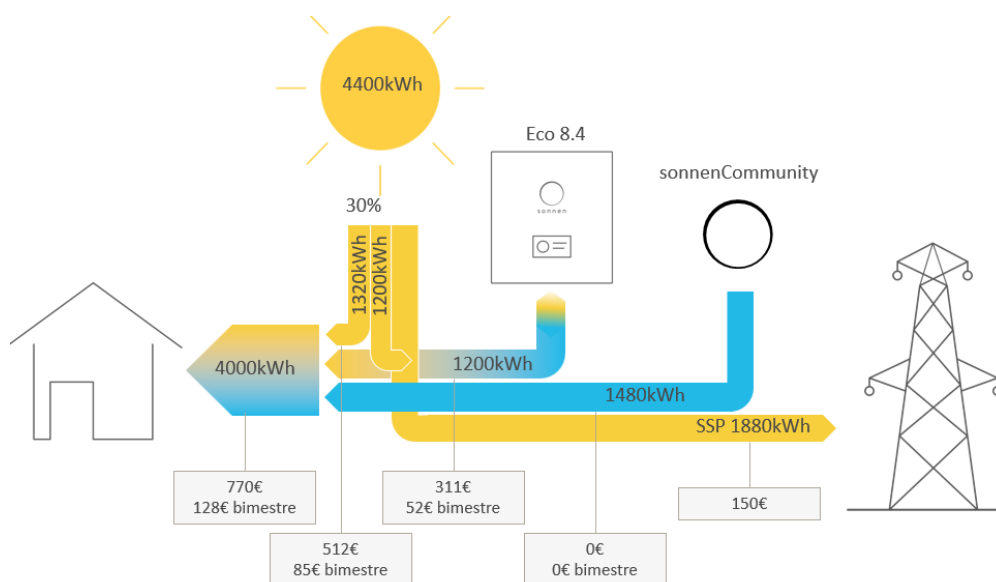 4400kWh
Eco 8.4
sonnen
sonnenCommunity
30%
1320kWh
1200kWh
4000kWh
1200kWh
1480kWh
SSP 1880kWh
770€
128€ bimestre
311€
52€ bimestre
150€
512€
85€ bimestre
0€
0€ bimestre